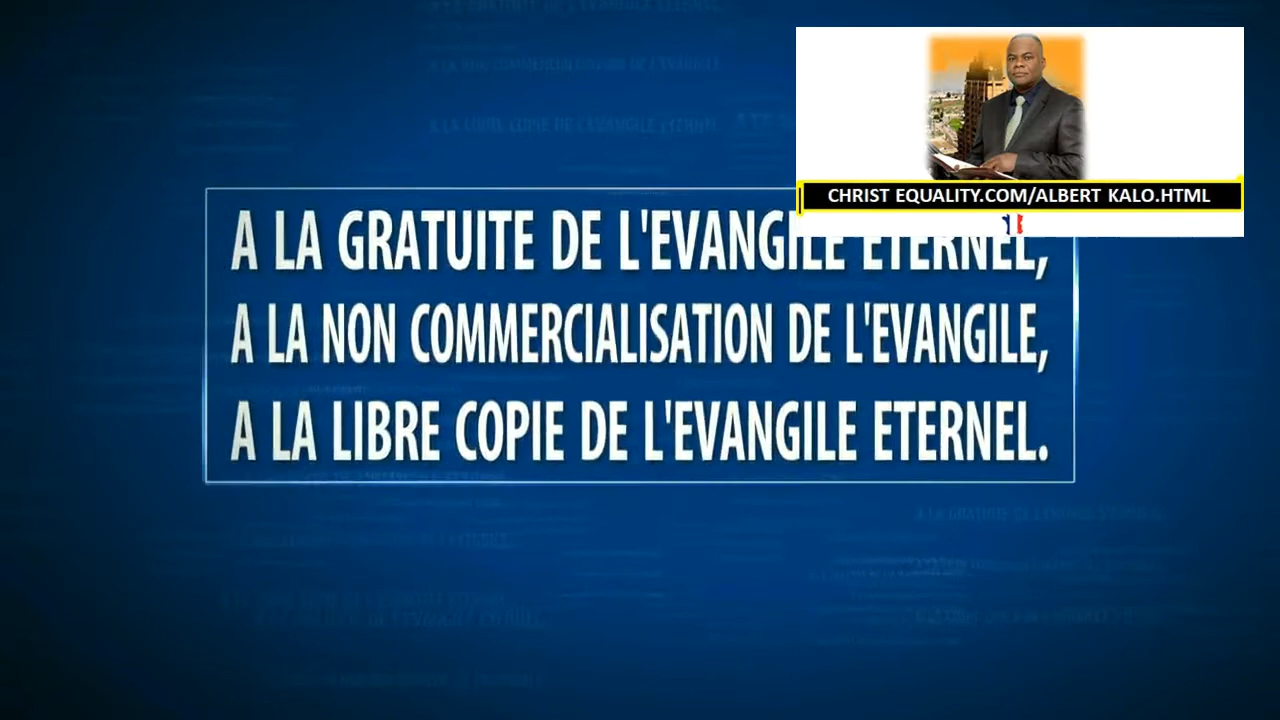 CHRIST EQUALITY.COM/ALBERT KALO.HTML
A LA GRATUITE DE L'EVANGILE ETERNEL,
A LA NON COMMERCIALISATION DE L'EVANGILE,
A LA LIBRE COPIE DE L'EVANGILE ETERNEL.